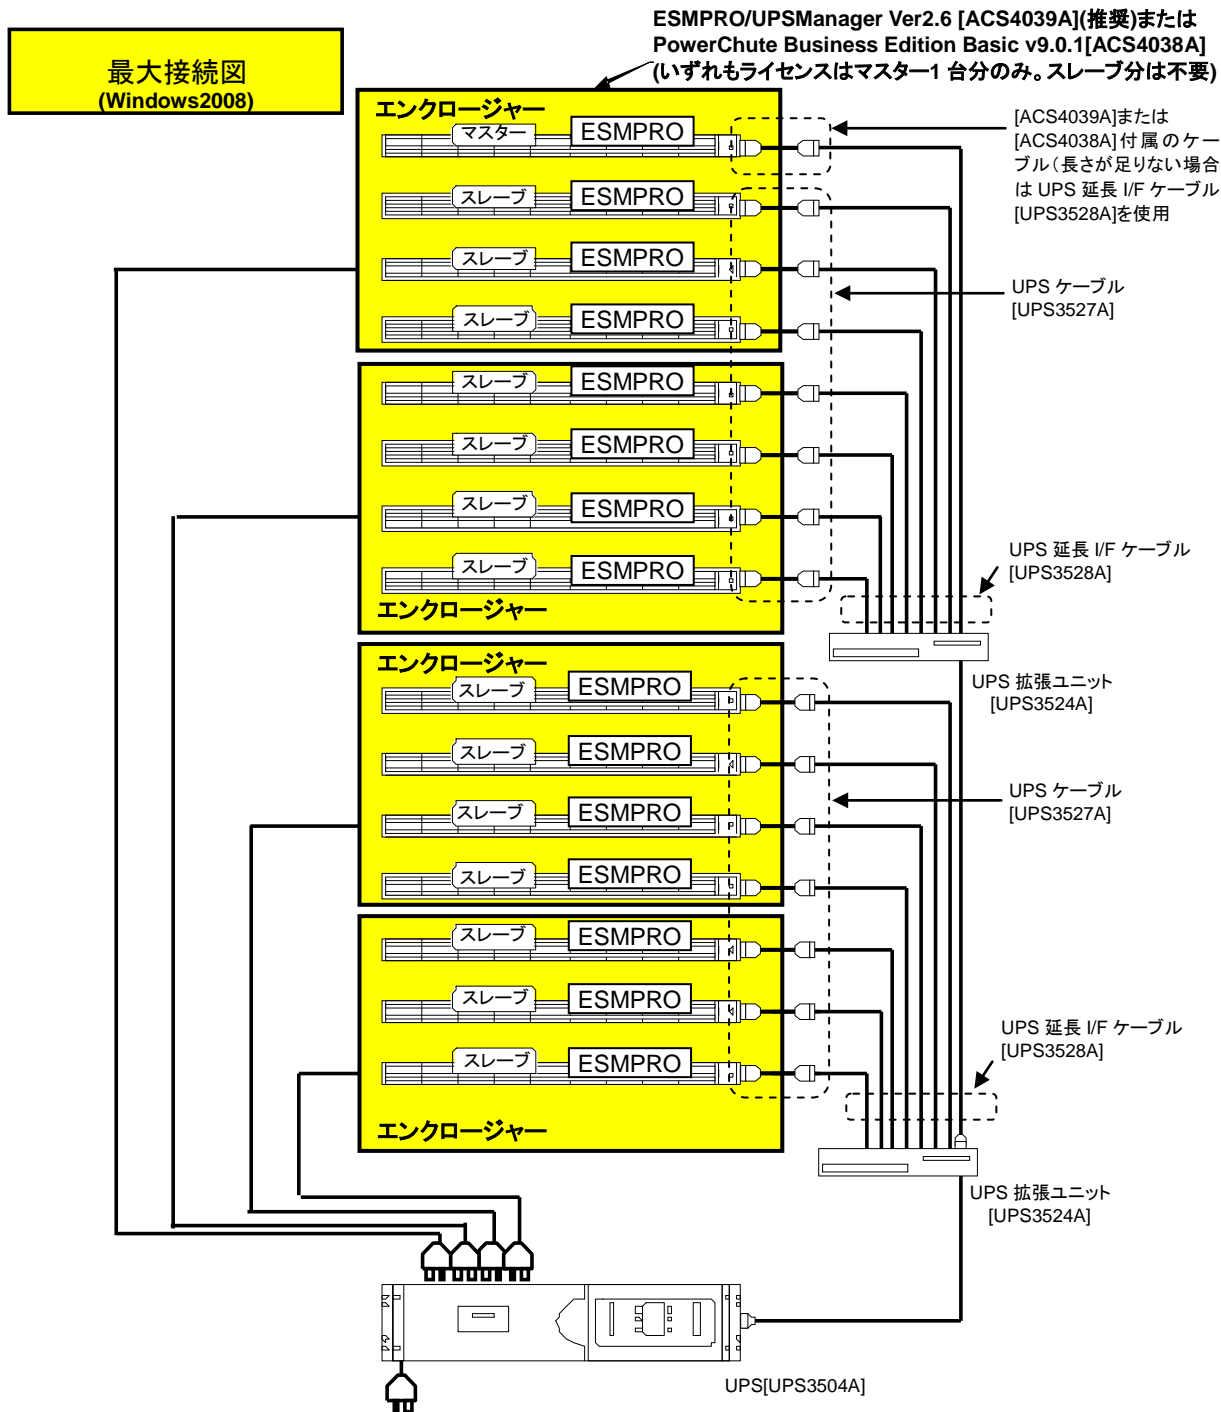 ESMPRO/UPSManager Ver2.6 [ACS4039A](推奨)または
PowerChute Business Edition Basic v9.0.1[ACS4038A]
(いずれもライセンスはマスター1 台分のみ。スレーブ分は不要)
最大接続図
(Windows2008)
エンクロージャー
マスター ESMPRO
スレーブ ESMPRO
スレーブ ESMPRO
スレーブ ESMPRO
[ACS4039A]または
[ACS4038A]付属のケー
ブル(長さが足りない場合
は UPS 延長 I/F ケーブル
[UPS3528A]を使用
UPS ケーブル
[UPS3527A]
スレーブ ESMPRO
スレーブ ESMPRO
スレーブ ESMPRO
スレーブ ESMPRO
エンクロージャー
UPS 延長 I/F ケーブル
[UPS3528A]
UPS 拡張ユニット
[UPS3524A]
エンクロージャー
スレーブ ESMPRO
スレーブ ESMPRO
スレーブ ESMPRO
スレーブ ESMPRO
UPS ケーブル
[UPS3527A]
スレーブ ESMPRO
スレーブ ESMPRO
スレーブ ESMPRO
エンクロージャー
UPS 延長 I/F ケーブル
[UPS3528A]
UPS 拡張ユニット
[UPS3524A]
UPS[UPS3504A]